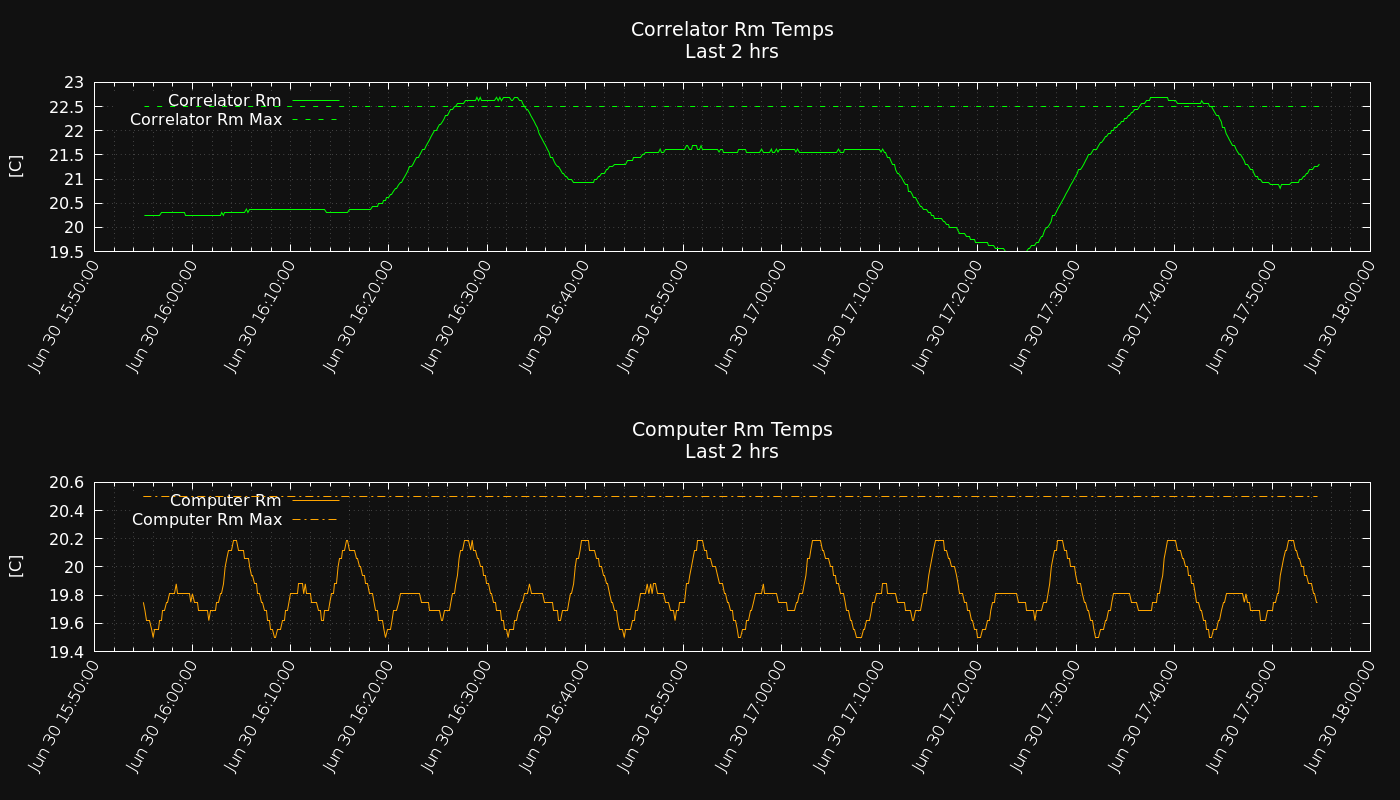 Correlator Rm Temps
Last 2 hrs
[C]
23
22.5
22
21.5
21
20.5
20
19.5
Correlator Rm
Correlator Rm Max
Jun 30 15:50:00
Jun 30 16:00:00
Jun 30 16:10:00
Jun 30 16:20:00
Jun 30 16:30:00
Jun 30 16:40:00
Jun 30 16:50:00
Jun 30 17:00:00
Jun 30 17:10:00
Jun 30 17:20:00
Jun 30 17:30:00
Jun 30 17:40:00
Jun 30 17:50:00
Jun 30 18:00:00
Computer Rm Temps
Last 2 hrs
[C]
20.6
20.4
20.2
20
19.8
19.6
19.4
Computer Rm
Computer Rm Max
Jun 30 15:50:00
Jun 30 16:00:00
Jun 30 16:10:00
Jun 30 16:20:00
Jun 30 16:30:00
Jun 30 16:40:00
Jun 30 16:50:00
Jun 30 17:00:00
Jun 30 17:10:00
Jun 30 17:20:00
Jun 30 17:30:00
Jun 30 17:40:00
Jun 30 17:50:00
Jun 30 18:00:00